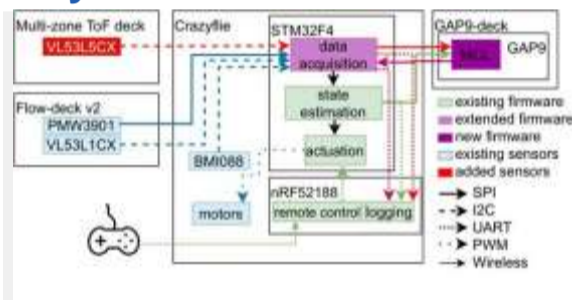 Multi-zone ToF deck
VL53L5CX
Flow-deck v2
PMW3901
VL53L1CX
Crazyflie
STM32F4
data
acquisition
state
estimation
actuation
BMI088
motors
nRF52188
remote control logging
GAP9-deck
GAP9
existing firmware
extended firmware
new firmware
existing sensors
added sensors
SPI
I2C
UART
PWM
Wireless